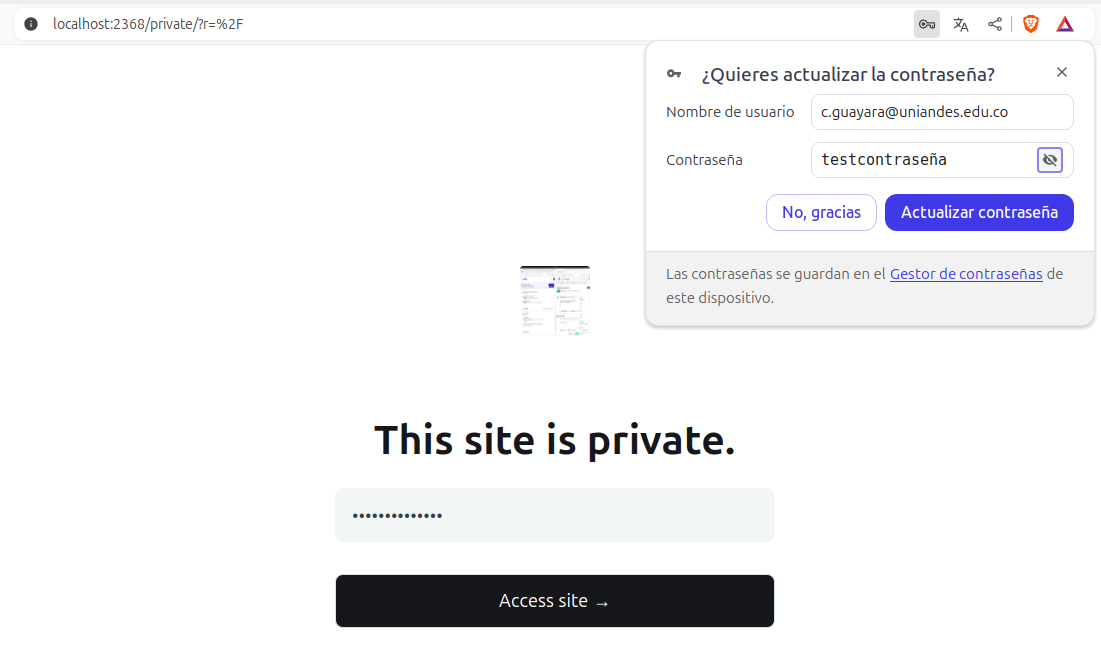 localhost:2368/private/?r=%2F
¿Quieres actualizar la contraseña?
Nombre de usuario
c.guayara@uniandes.edu.co
Contraseña
testcontraseña
No, gracias
Actualizar contraseña
Las contraseñas se guardan en el Gestor de contraseñas de
este dispositivo.
This site is private.
••••••••••••••
Access site →